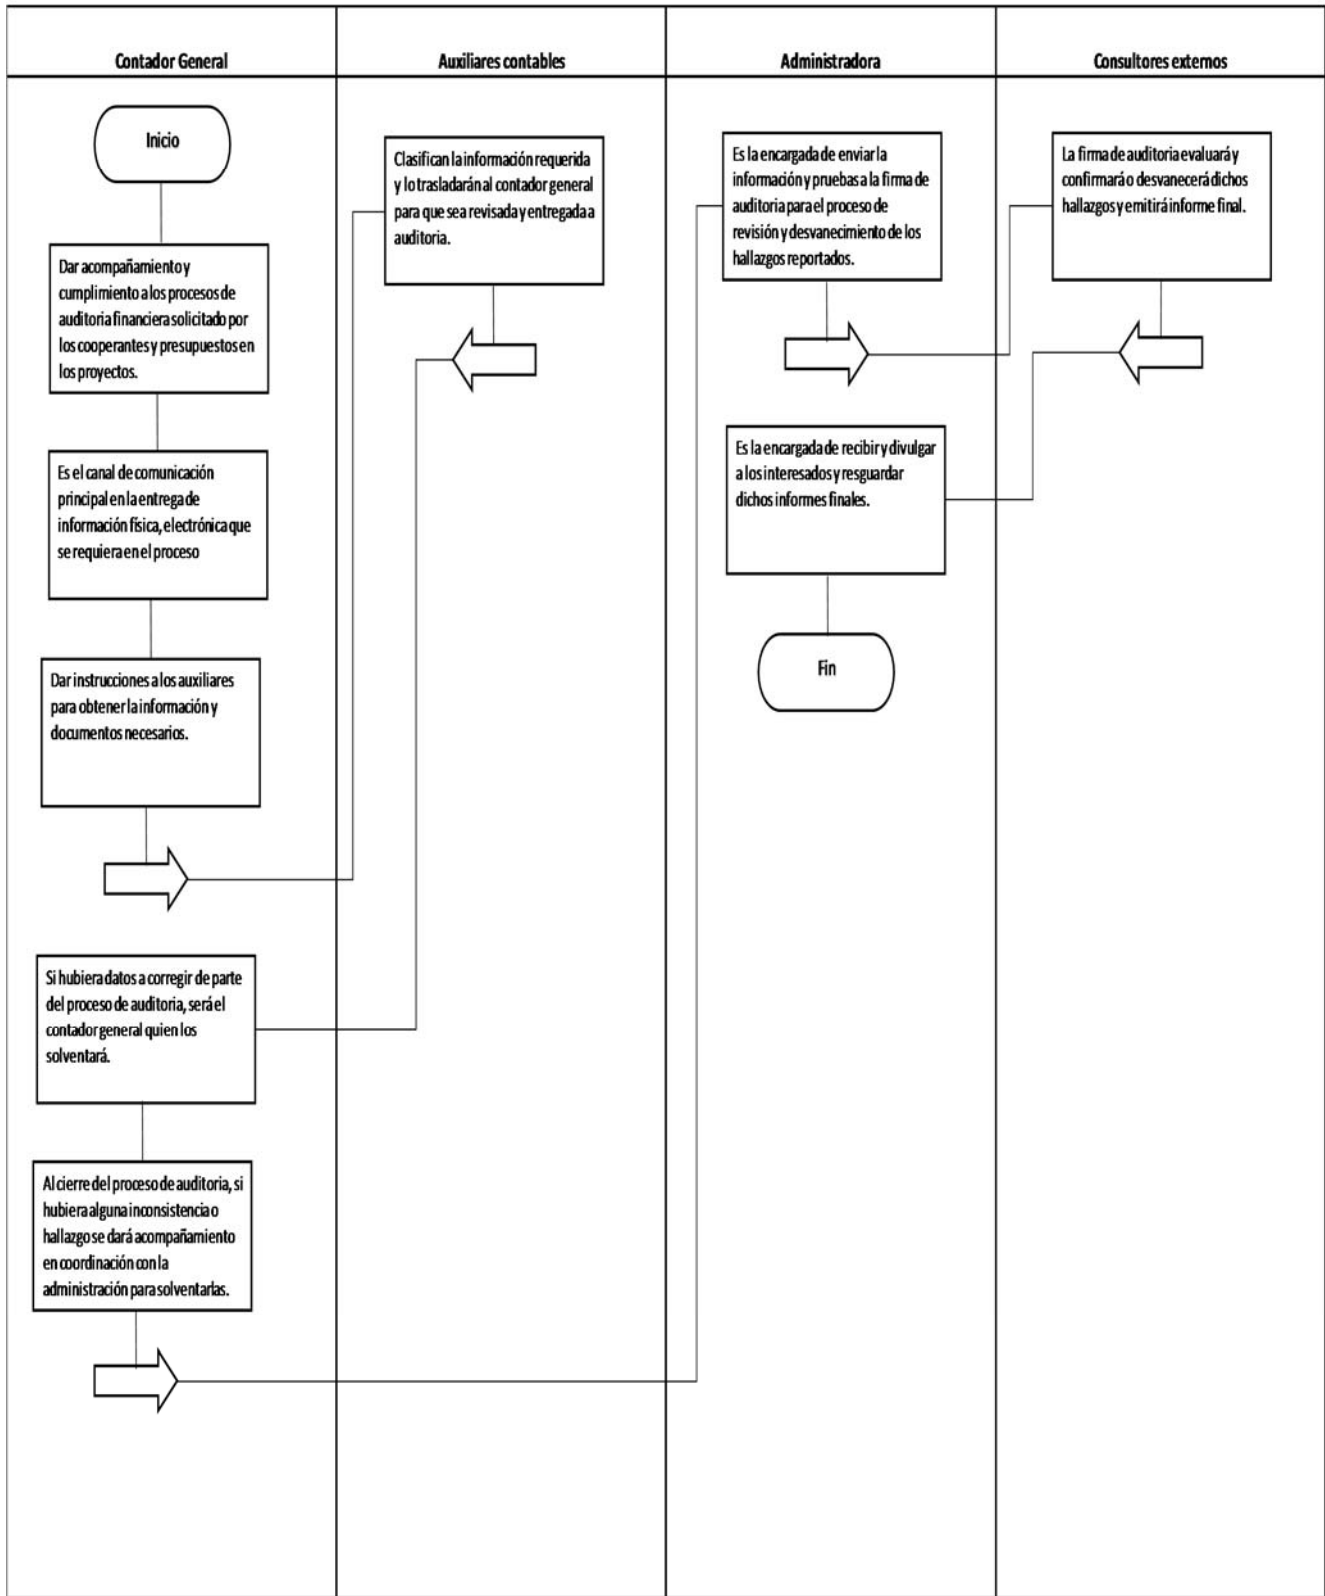 Contador General
Auxiliares contables
Administradora
Consultores externos
Inicio
Dar acompañamiento y
cumplimiento a los procesos de
auditoria financiera solicitado por
los cooperantes y presupuestos en
los proyectos.
Es el canal de comunicación
principal en la entrega de
información física, electrónica que
se requiera en el proceso
Dar instrucciones a los auxiliares
para obtener la información y
documentos necesarios.
Si hubiera datos a corregir de parte
del proceso de auditoria, será el
contador general quien los
solventará.
Al cierre del proceso de auditoria, si
hubiera alguna inconsistencia o
hallazgo se dará acompañamiento
en coordinación con la
administración para solventarlas.
Clasifican la información requerida
y lo trasladarán al contador general
para que sea revisada y entregada a
auditoria.
Es la encargada de enviar la
información y pruebas a la firma de
auditoria para el proceso de
revisión y desvanecimiento de los
hallazgos reportados.
Es la encargada de recibir y divulgar
a los interesados y resguardar
dichos informes finales.
Fin
La firma de auditoria evaluará y
confirmará o desvanecerá dichos
hallazgos y emitirá informe final.